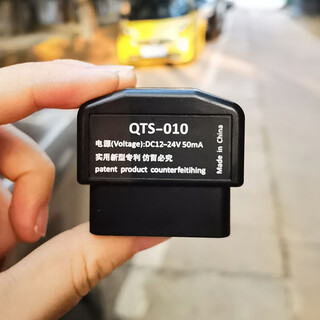 QTS-010
电源(Voltage):DC12-24V 50mA
实用新型专利 仿冒必究
patent product counterfeitihing
Made in China